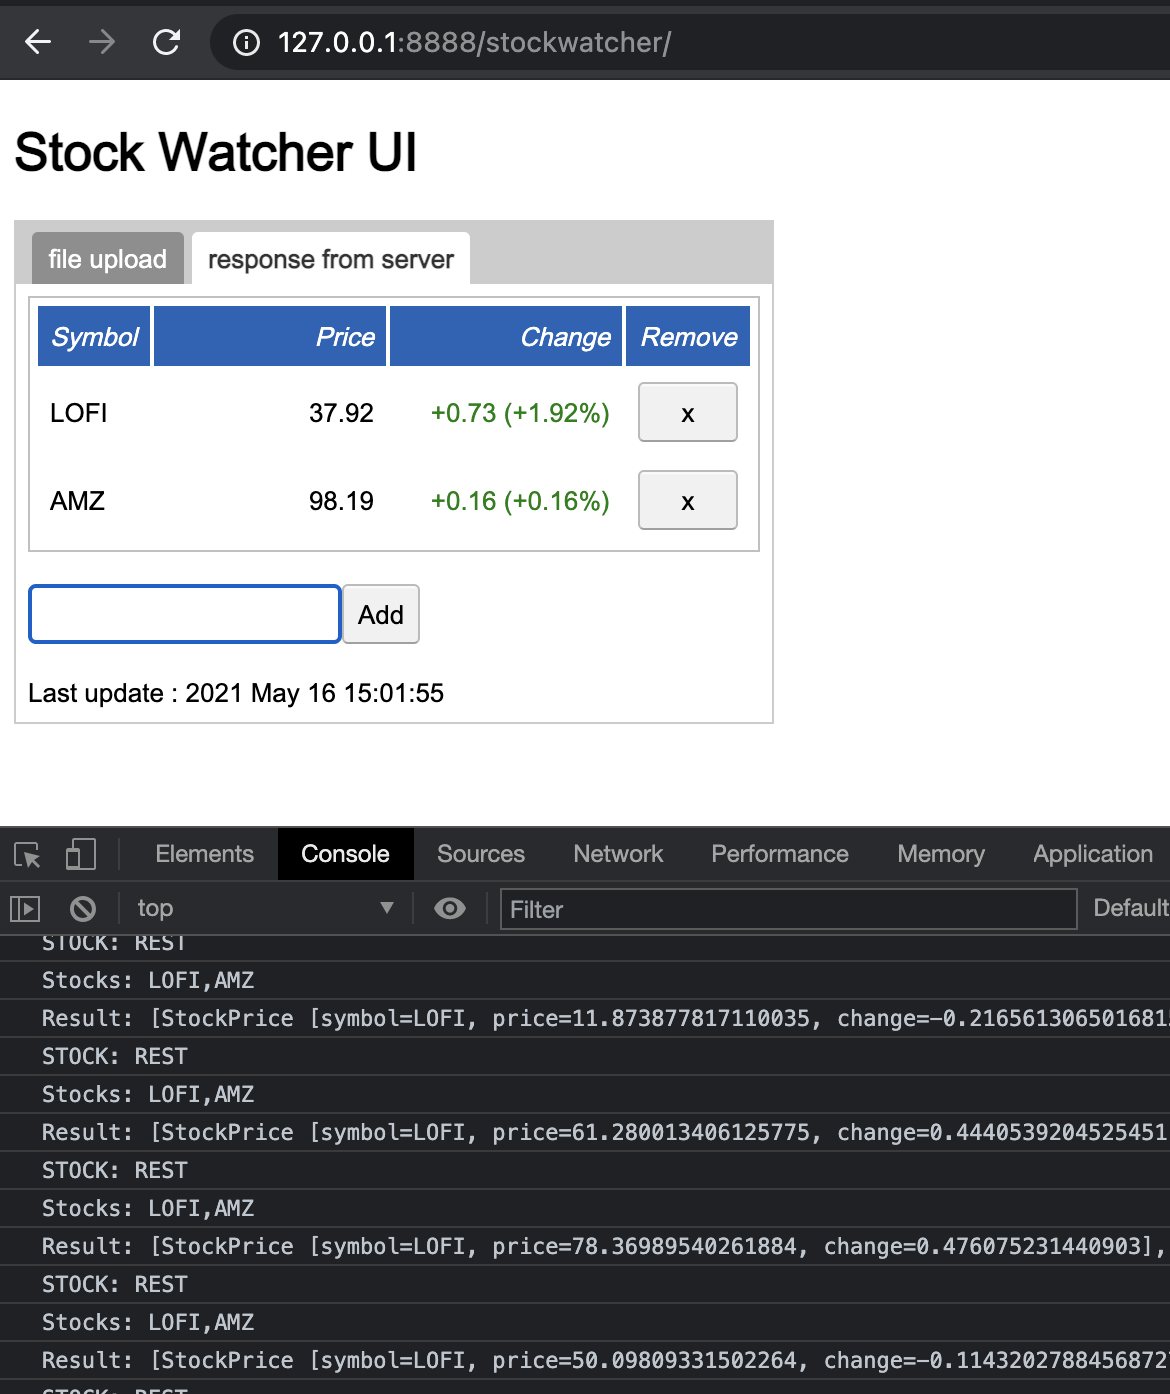 127.0.0.1:8888/stockwatcher/
Stock Watcher UI
file upload response from server
Symbol Price Change Remove
LOFI 37.92 +0.73 (+1.92%) x
AMZ 98.19 +0.16 (+0.16%) x
Add
Last update : 2021 May 16 15:01:55
Elements Console Sources Network Performance Memory Application
top Filter Default
STOCK: REST
Stocks: LOFI,AMZ
Result: [StockPrice [symbol=LOFI, price=11.873877817110035, change=-0.216561306501681
STOCK: REST
Stocks: LOFI,AMZ
Result: [StockPrice [symbol=LOFI, price=61.280013406125775, change=0.4440539204525451
STOCK: REST
Stocks: LOFI,AMZ
Result: [StockPrice [symbol=LOFI, price=78.36989540261884, change=0.476075231440903],
STOCK: REST
Stocks: LOFI,AMZ
Result: [StockPrice [symbol=LOFI, price=50.09809331502264, change=-0.114320278845687
STOCK: REST